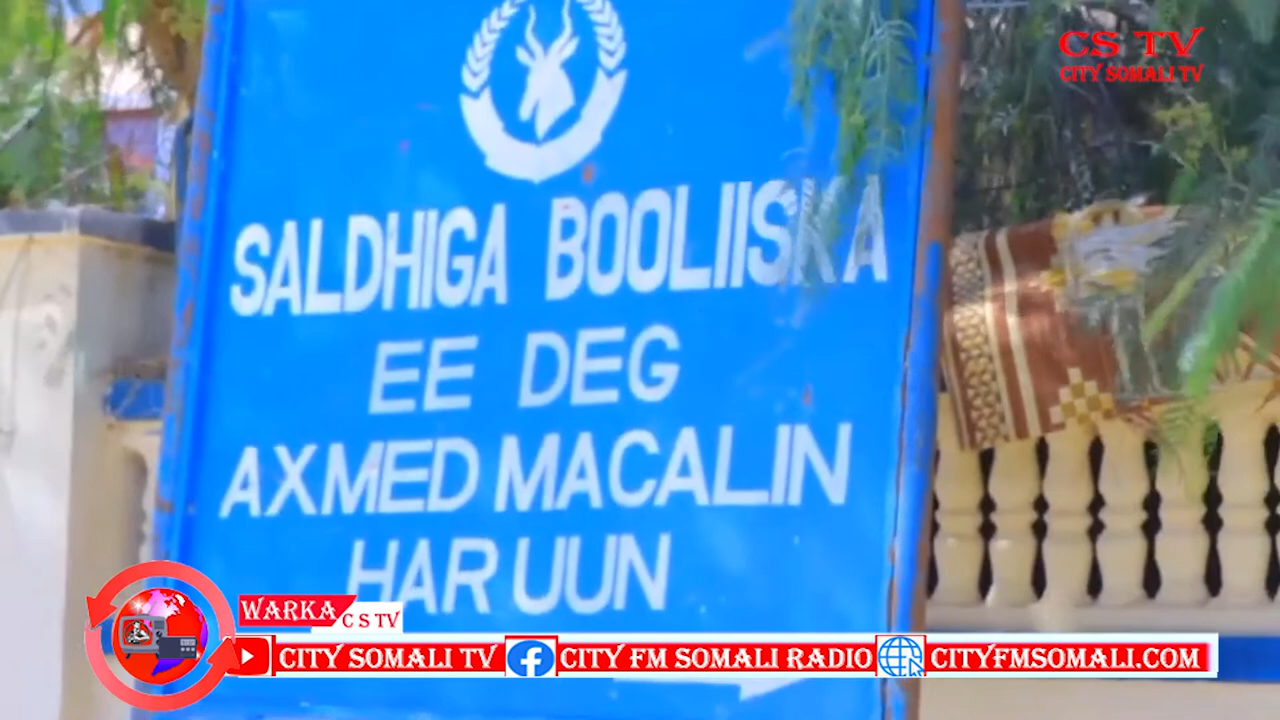 CS TV
CITY SOMALI TV
SALDHIGA BOOLIISKA
EE DEG
AXMED MACALIN
HARUUN
WARKA CS TV
CITY SOMALI TV CITY FM SOMALI RADIO CITYFMSOMALI.COM